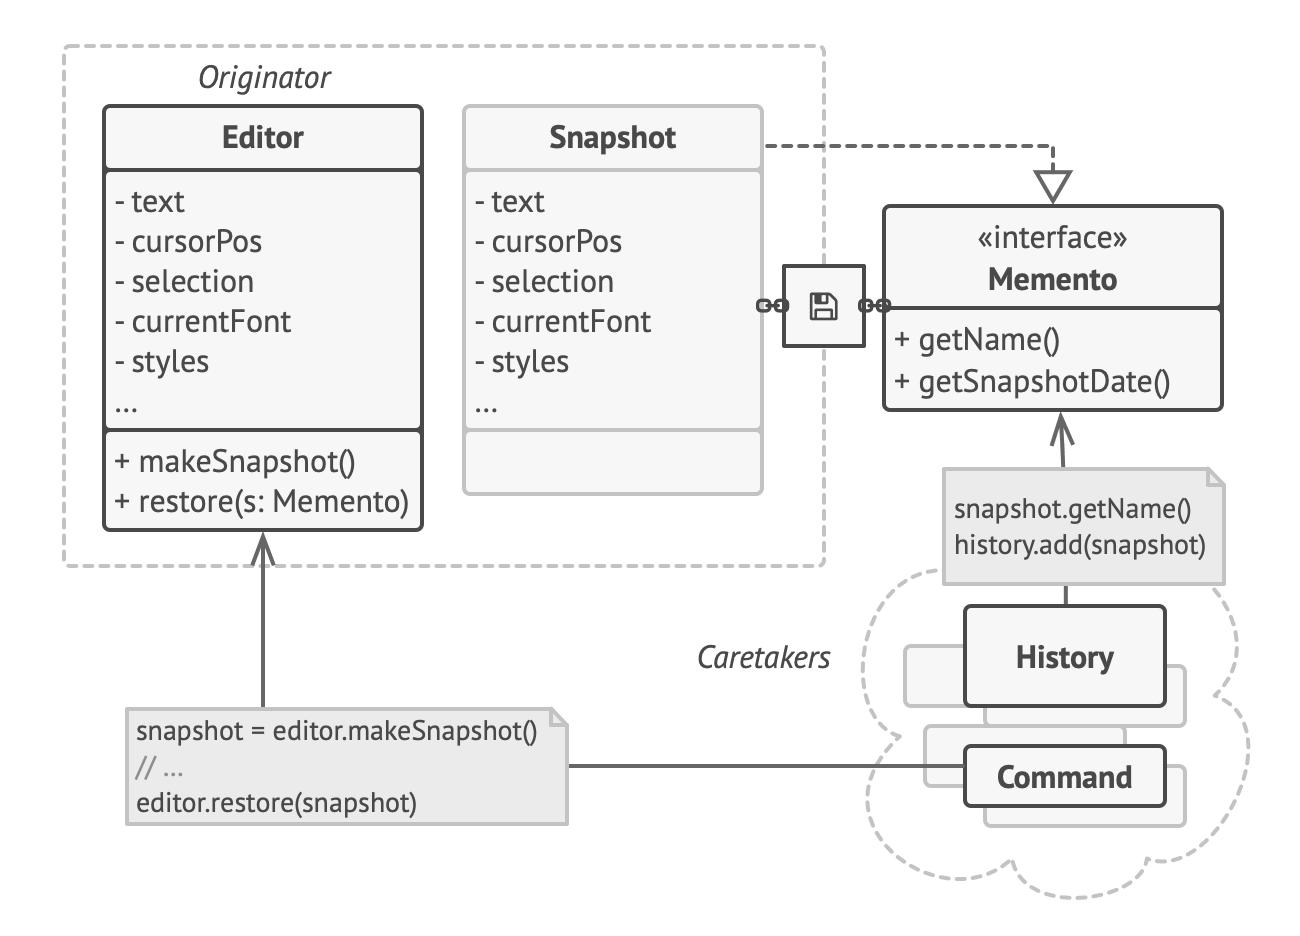 Originator
Editor
- text
- cursorPos
- selection
- currentFont
- styles
...
+ makeSnapshot()
+ restore(s: Memento)
Snapshot
- text
- cursorPos
- selection
- currentFont
- styles
...
«interface»
Memento
+ getName()
+ getSnapshotDate()
snapshot.getName()
history.add(snapshot)
Caretakers
History
Command
snapshot = editor.makeSnapshot()
// ...
editor.restore(snapshot)